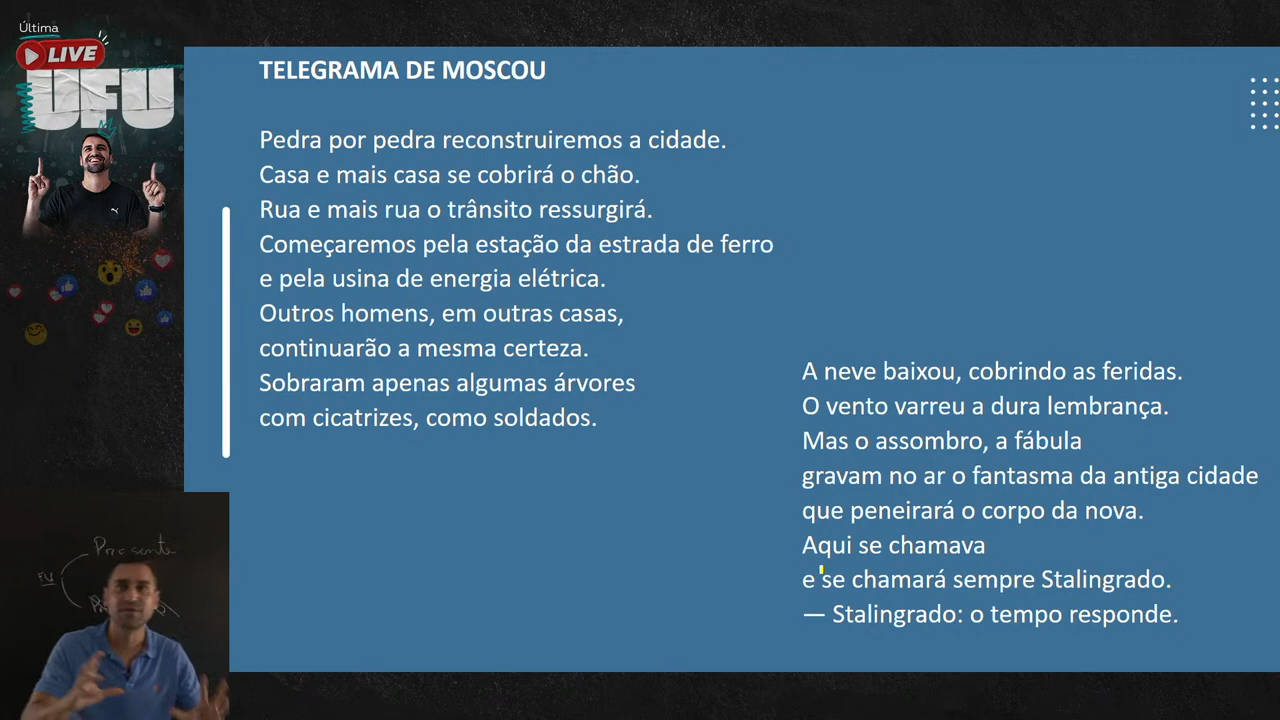 Última
LIVE
UFU
TELEGRAMA DE MOSCOU
Pedra por pedra reconstruiremos a cidade.
Casa e mais casa se cobrirá o chão.
Rua e mais rua o trânsito ressurgirá.
Começaremos pela estação da estrada de ferro
e pela usina de energia elétrica.
Outros homens, em outras casas,
continuarão a mesma certeza.
Sobraram apenas algumas árvores
com cicatrizes, como soldados.
A neve baixou, cobrindo as feridas.
O vento varreu a dura lembrança.
Mas o assombro, a fábula
gravam no ar o fantasma da antiga cidade
que peneirará o corpo da nova.
Aqui se chamava
e se chamará sempre Stalingrado.
— Stalingrado: o tempo responde.
Presente